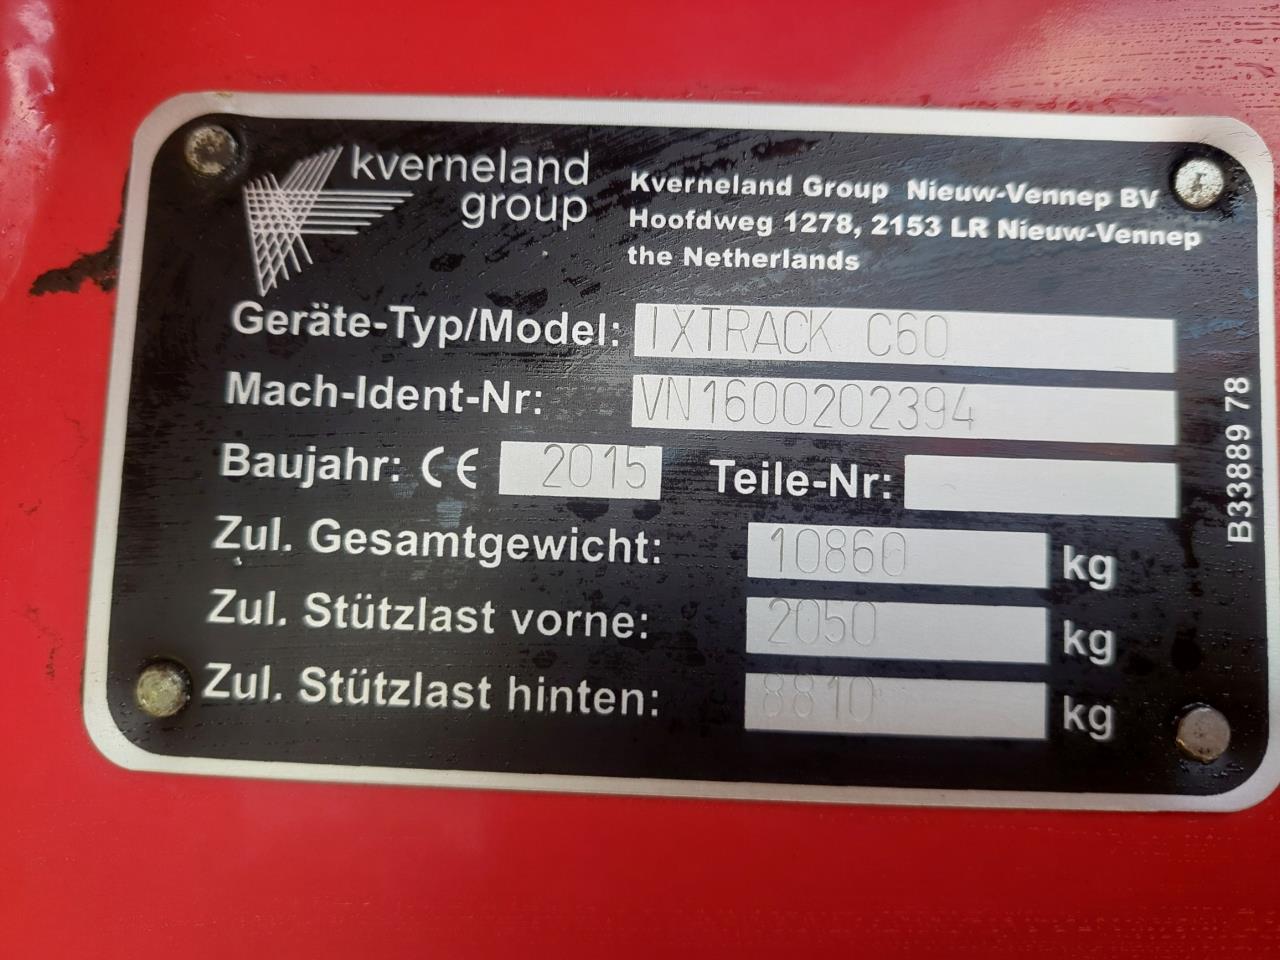 kverneland
group
Kverneland Group Nieuw-Vennep BV
Hoofdweg 1278, 2153 LR Nieuw-Vennep
the Netherlands
Geräte-Typ/Model: IXTRACK C60
Mach-Ident-Nr: VN1600202394
Baujahr: CE 2015 Teile-Nr:
Zul. Gesamtgewicht: 10860 kg
Zul. Stützlast vorne: 2050 kg
Zul. Stützlast hinten: 8810 kg
B33889 78